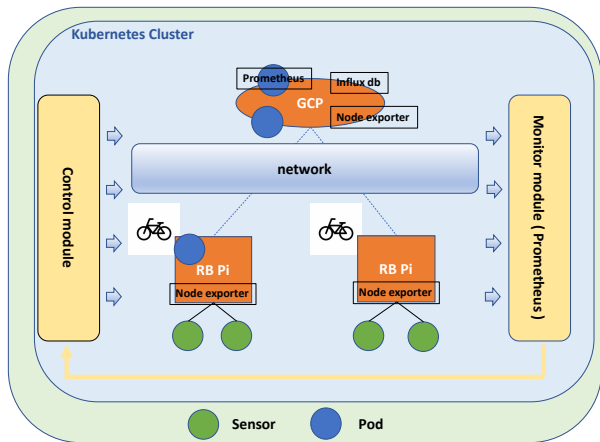 Kubernetes Cluster
Prometheus
Influx db
GCP
Node exporter
Control module
network
Monitor module ( Prometheus )
RB Pi
Node exporter
RB Pi
Node exporter
Sensor
Pod